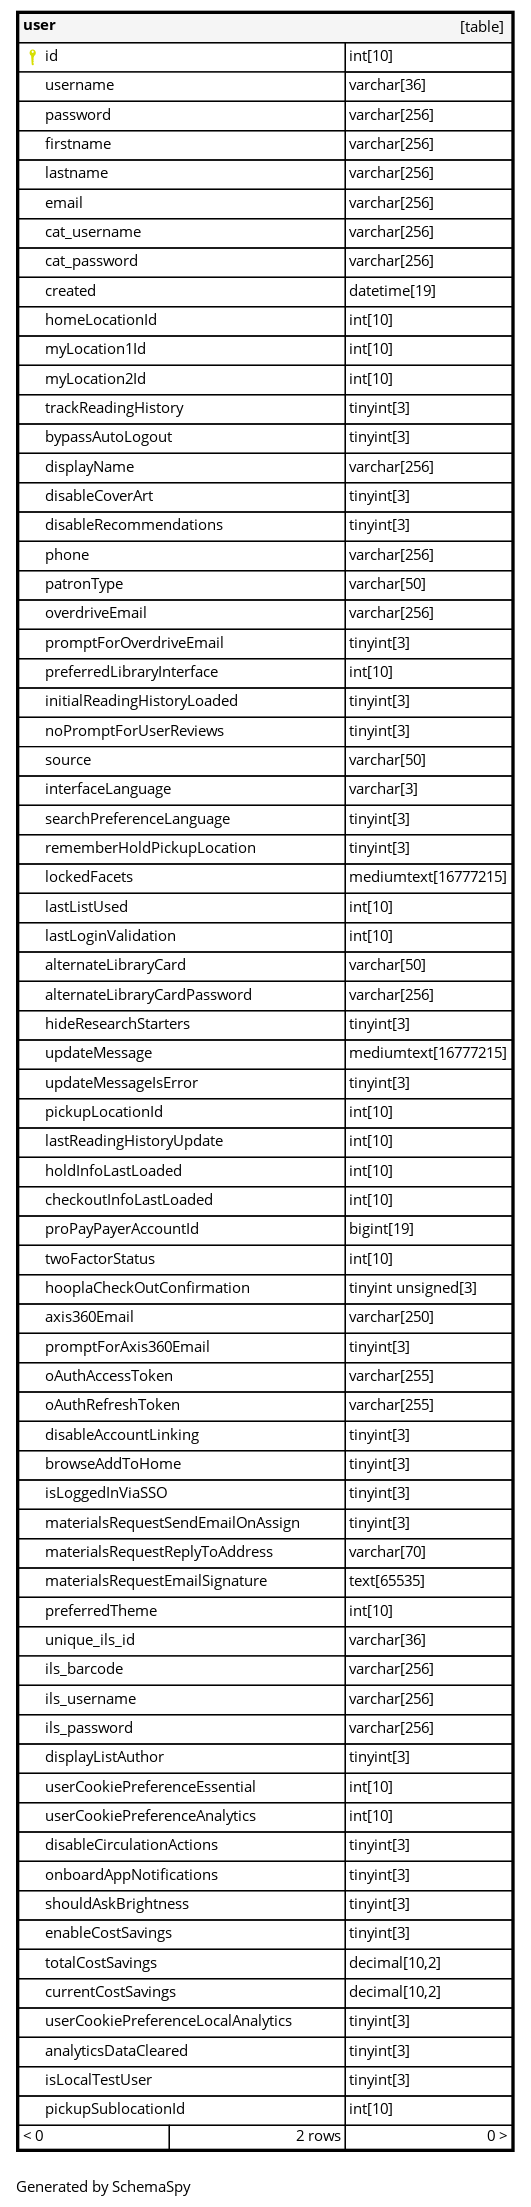 user [table]
id int[10]
username varchar[36]
password varchar[256]
firstname varchar[256]
lastname varchar[256]
email varchar[256]
cat_username varchar[256]
cat_password varchar[256]
created datetime[19]
homeLocationId int[10]
myLocation1Id int[10]
myLocation2Id int[10]
trackReadingHistory tinyint[3]
bypassAutoLogout tinyint[3]
displayName varchar[256]
disableCoverArt tinyint[3]
disableRecommendations tinyint[3]
phone varchar[256]
patronType varchar[50]
overdriveEmail varchar[256]
promptForOverdriveEmail tinyint[3]
preferredLibraryInterface int[10]
initialReadingHistoryLoaded tinyint[3]
noPromptForUserReviews tinyint[3]
source varchar[50]
interfaceLanguage varchar[3]
searchPreferenceLanguage tinyint[3]
rememberHoldPickupLocation tinyint[3]
lockedFacets mediumtext[16777215]
lastListUsed int[10]
lastLoginValidation int[10]
alternateLibraryCard varchar[50]
alternateLibraryCardPassword varchar[256]
hideResearchStarters tinyint[3]
updateMessage mediumtext[16777215]
updateMessageIsError tinyint[3]
pickupLocationId int[10]
lastReadingHistoryUpdate int[10]
holdInfoLastLoaded int[10]
checkoutInfoLastLoaded int[10]
proPayPayerAccountId bigint[19]
twoFactorStatus int[10]
hooplaCheckOutConfirmation tinyint unsigned[3]
axis360Email varchar[250]
promptForAxis360Email tinyint[3]
oAuthAccessToken varchar[255]
oAuthRefreshToken varchar[255]
disableAccountLinking tinyint[3]
browseAddToHome tinyint[3]
isLoggedInViaSSO tinyint[3]
materialsRequestSendEmailOnAssign tinyint[3]
materialsRequestReplyToAddress varchar[70]
materialsRequestEmailSignature text[65535]
preferredTheme int[10]
unique_ils_id varchar[36]
ils_barcode varchar[256]
ils_username varchar[256]
ils_password varchar[256]
displayListAuthor tinyint[3]
userCookiePreferenceEssential int[10]
userCookiePreferenceAnalytics int[10]
disableCirculationActions tinyint[3]
onboardAppNotifications tinyint[3]
shouldAskBrightness tinyint[3]
enableCostSavings tinyint[3]
totalCostSavings decimal[10,2]
currentCostSavings decimal[10,2]
userCookiePreferenceLocalAnalytics tinyint[3]
analyticsDataCleared tinyint[3]
isLocalTestUser tinyint[3]
pickupSublocationId int[10]
< 0 2 rows 0 >
Generated by SchemaSpy